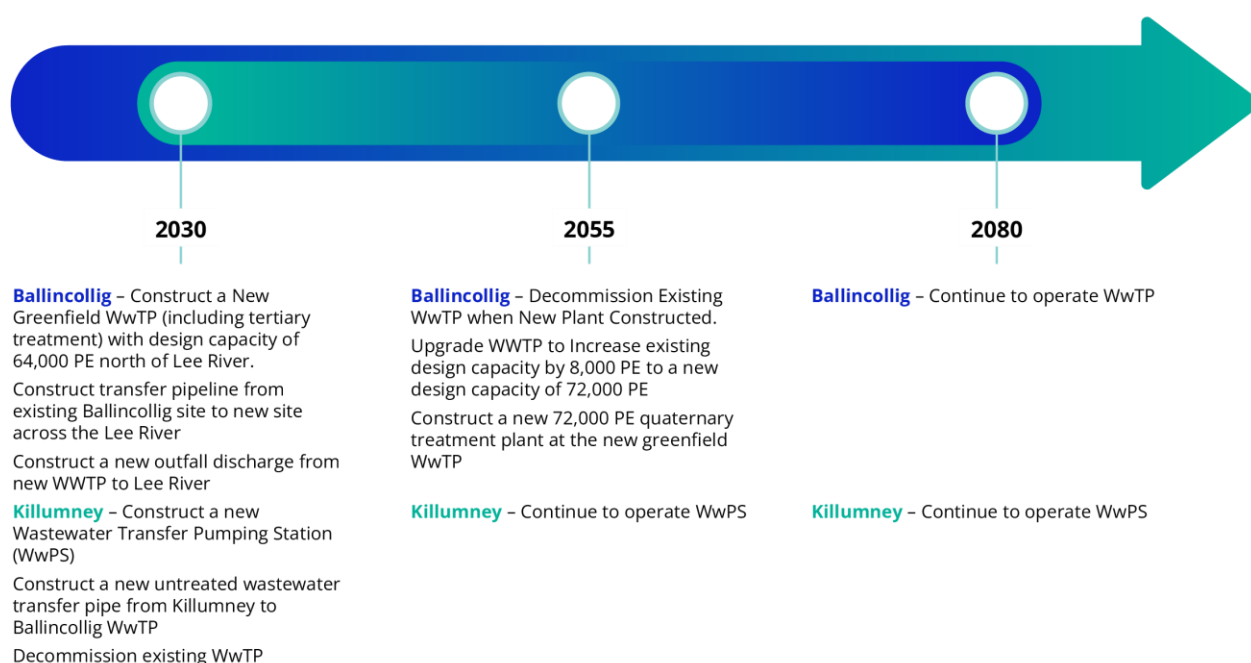 2030
2055
2080
Ballincollig – Construct a New
Greenfield WwTP (including tertiary
treatment) with design capacity of
64,000 PE north of Lee River.
Construct transfer pipeline from
existing Ballincollig site to new site
across the Lee River
Construct a new outfall discharge from
new WWTP to Lee River
Killumney – Construct a new
Wastewater Transfer Pumping Station
(WwPS)
Construct a new untreated wastewater
transfer pipe from Killumney to
Ballincollig WwTP
Decommission existing WwTP
Ballincollig – Decommission Existing
WwTP when New Plant Constructed.
Upgrade WWTP to Increase existing
design capacity by 8,000 PE to a new
design capacity of 72,000 PE
Construct a new 72,000 PE quaternary
treatment plant at the new greenfield
WwTP
Killumney – Continue to operate WwPS
Ballincollig – Continue to operate WwTP
Killumney – Continue to operate WwPS